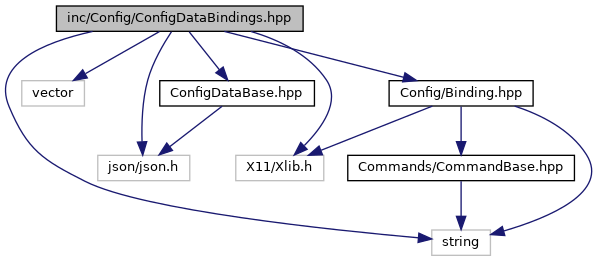 inc/Config/ConfigDataBindings.hpp
vector
ConfigDataBase.hpp
Config/Binding.hpp
json/json.h
X11/Xlib.h
Commands/CommandBase.hpp
string